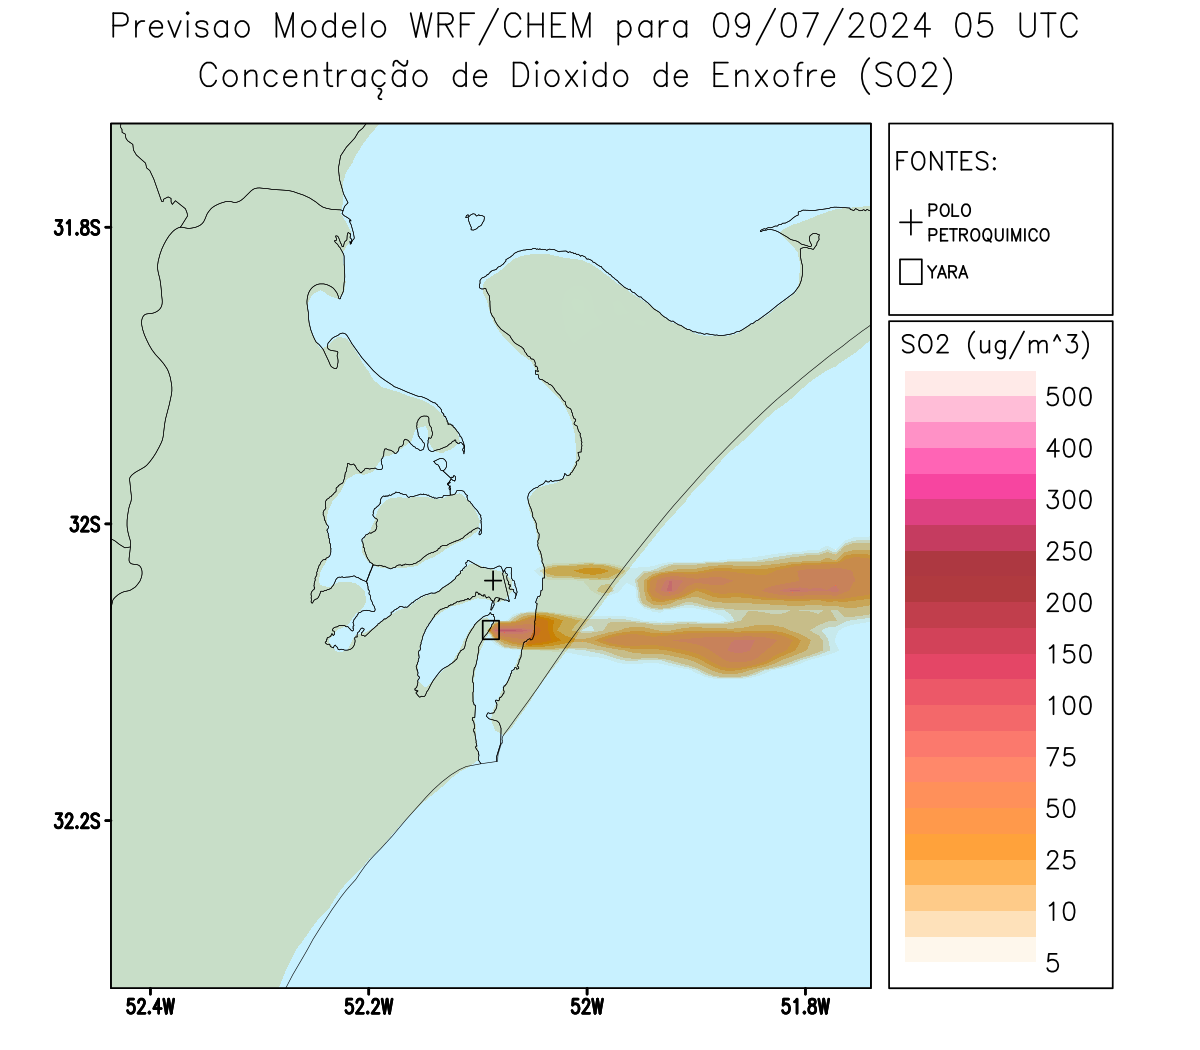 Previsao Modelo WRF/CHEM para 09/07/2024 05 UTC
Concentração de Dioxido de Enxofre (SO2)
FONTES:
POLO
PETROQUIMICO
YARA
31.8S
32S
32.2S
52.4W
52.2W
52W
51.8W
SO2 (ug/m^3)
500
400
300
250
200
150
100
75
50
25
10
5